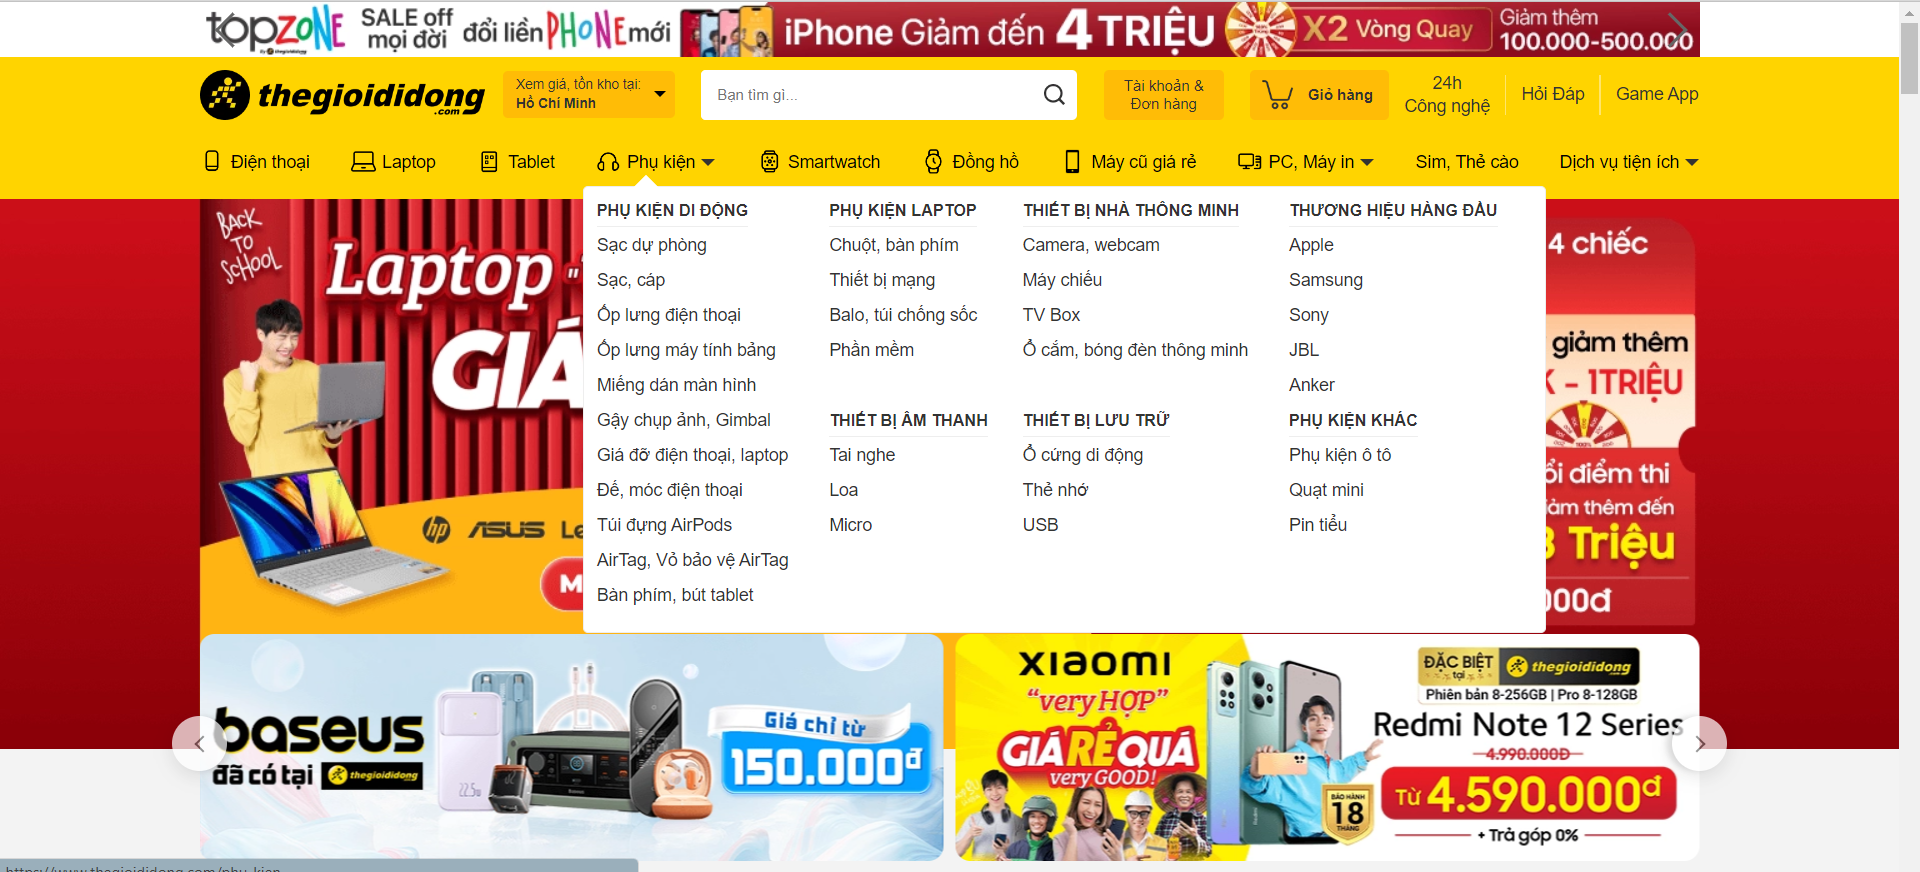 topzone
By thegioididong
SALE off
mọi đời
đổi liền PHONE mới
iPhone Giảm đến 4 TRIỆU
X2 Vòng Quay
Giảm thêm
100.000-500.000
thegioididong
.com
Xem giá, tồn kho tại:
Hồ Chí Minh
Bạn tìm gì...
Tài khoản &
Đơn hàng
Giỏ hàng
24h
Công nghệ
Hỏi Đáp
Game App
Điện thoại
Laptop
Tablet
Phụ kiện
Smartwatch
Đồng hồ
Máy cũ giá rẻ
PC, Máy in
Sim, Thẻ cào
Dịch vụ tiện ích
PHỤ KIỆN DI ĐỘNG
Sạc dự phòng
Sạc, cáp
Ốp lưng điện thoại
Ốp lưng máy tính bảng
Miếng dán màn hình
Gậy chụp ảnh, Gimbal
Giá đỡ điện thoại, laptop
Đế, móc điện thoại
Túi đựng AirPods
AirTag, Vỏ bảo vệ AirTag
Bàn phím, bút tablet
PHỤ KIỆN LAPTOP
Chuột, bàn phím
Thiết bị mạng
Balo, túi chống sốc
Phần mềm
THIẾT BỊ ÂM THANH
Tai nghe
Loa
Micro
THIẾT BỊ NHÀ THÔNG MINH
Camera, webcam
Máy chiếu
TV Box
Ổ cắm, bóng đèn thông minh
THIẾT BỊ LƯU TRỮ
Ổ cứng di động
Thẻ nhớ
USB
THƯƠNG HIỆU HÀNG ĐẦU
Apple
Samsung
Sony
JBL
Anker
PHỤ KIỆN KHÁC
Phụ kiện ô tô
Quạt mini
Pin tiểu
BACK
TO
SCHOOL
Laptop
GIÁ
hp ASUS Le
M
4 chiếc
giảm thêm
K - 1TRIỆU
100%
ổi điểm thi
iảm thêm đến
3 Triệu
000đ
baseus
đã có tại thegioididong
22.5W
Giá chỉ từ
150.000đ
XIAOMI
"very HỢP"
GIÁ RẺ QUÁ
very GOOD!
ĐẶC BIỆT
tại
thegioididong
Phiên bản 8-256GB | Pro 8-128GB
Redmi Note 12 Series
4.990.000Đ
Từ 4.590.000đ
+ Trả góp 0%
BẢO HÀNH
18
THÁNG
https://www.thegioididong.com/phu-kien